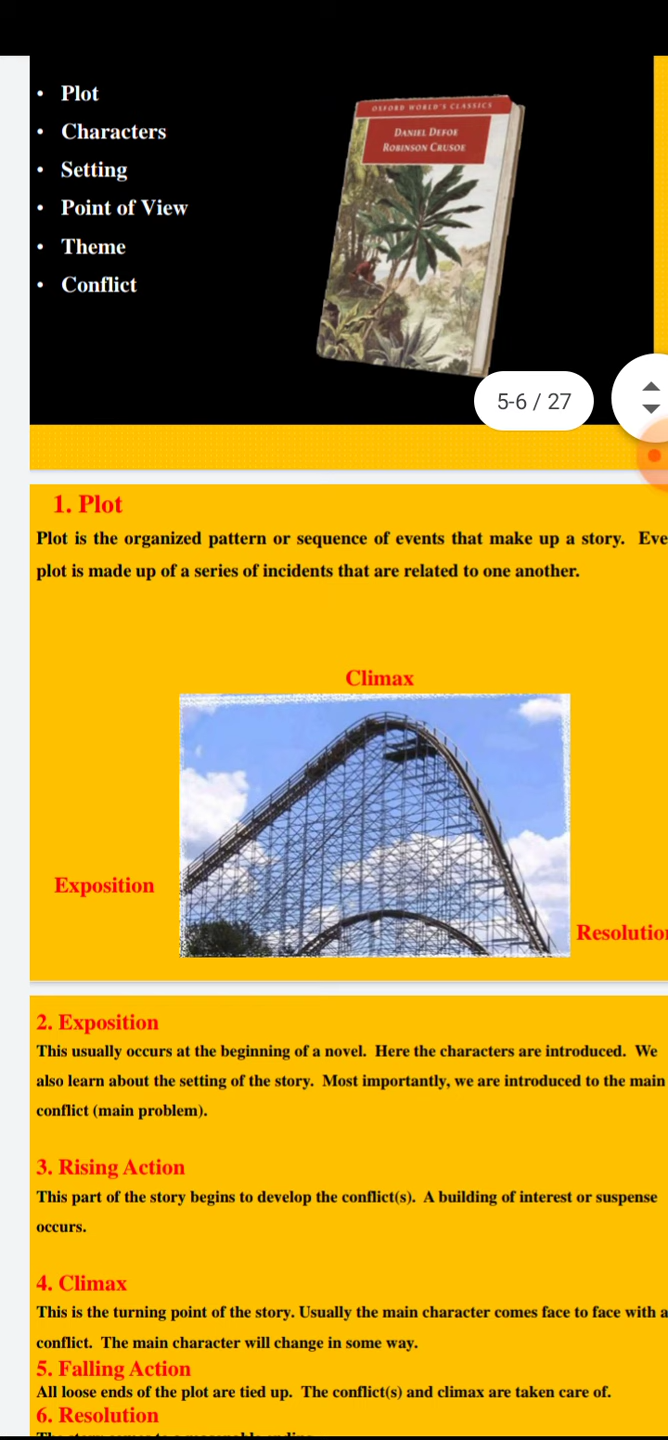 • Plot
• Characters
• Setting
• Point of View
• Theme
• Conflict
OXFORD WORLD'S CLASSICS
DANIEL DEFOE
ROBINSON CRUSOE
5-6 / 27
1. Plot
Plot is the organized pattern or sequence of events that make up a story. Eve
plot is made up of a series of incidents that are related to one another.
Climax
Exposition
Resolution
2. Exposition
This usually occurs at the beginning of a novel. Here the characters are introduced. We
also learn about the setting of the story. Most importantly, we are introduced to the main
conflict (main problem).
3. Rising Action
This part of the story begins to develop the conflict(s). A building of interest or suspense
occurs.
4. Climax
This is the turning point of the story. Usually the main character comes face to face with a
conflict. The main character will change in some way.
5. Falling Action
All loose ends of the plot are tied up. The conflict(s) and climax are taken care of.
6. Resolution